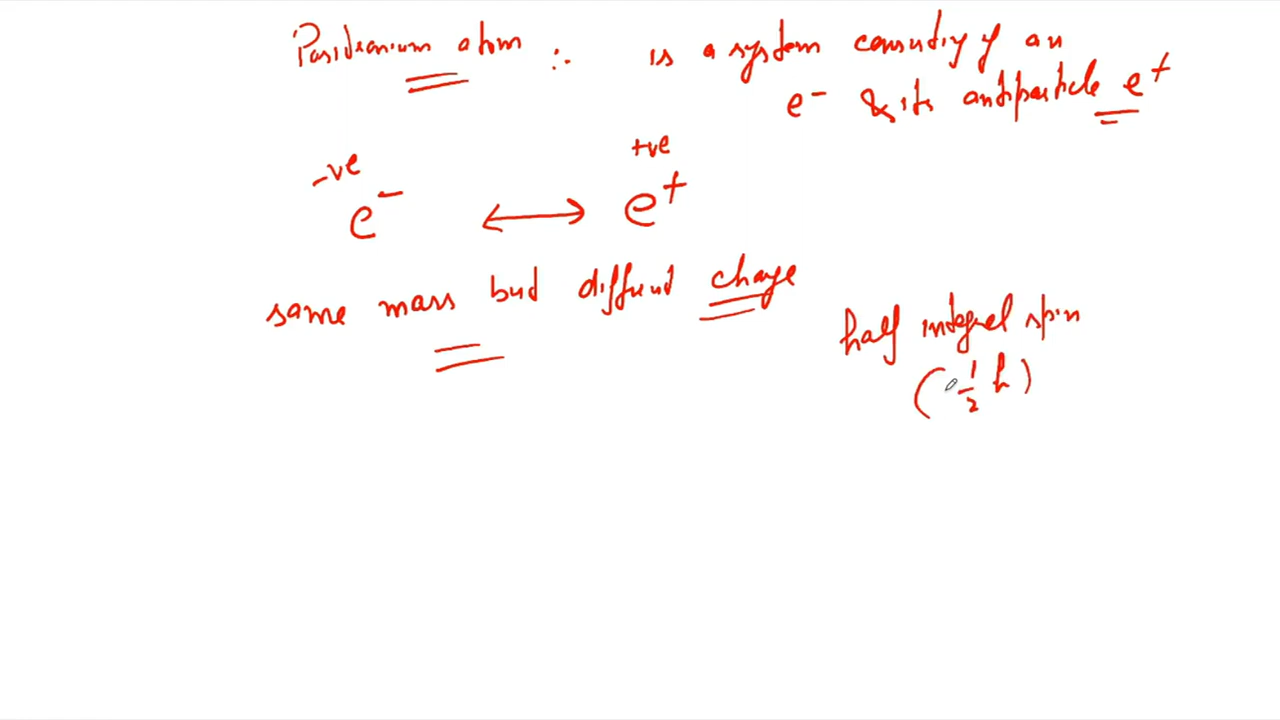 Positronium atom :. is a system consisting of an
e⁻ & its antiparticle e⁺
-ve +ve
e⁻ ⟷ e⁺
same mass but different charge
half integral spin
(½ h)